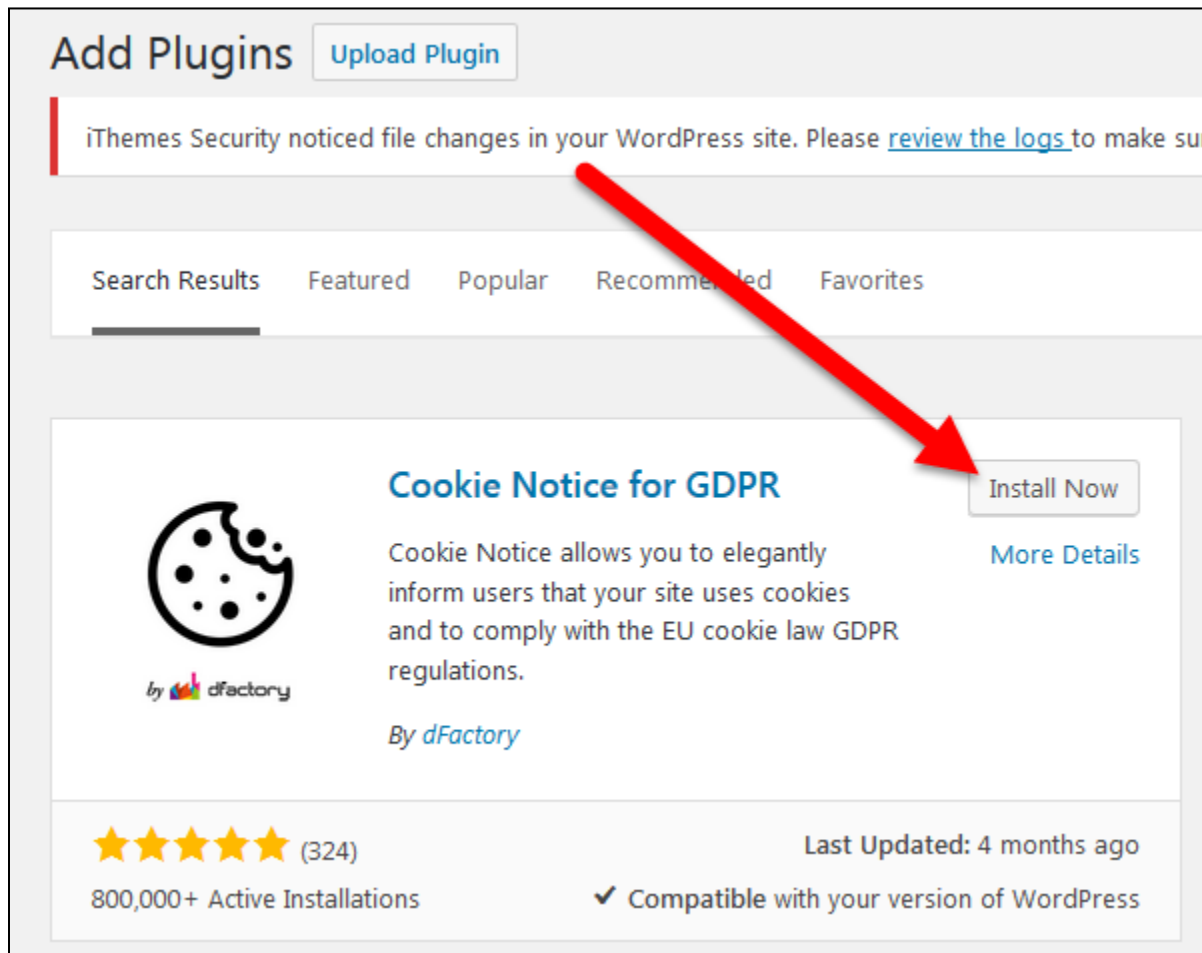 Add Plugins Upload Plugin
iThemes Security noticed file changes in your WordPress site. Please review the logs to make
Search Results Featured Popular Recommended Favorites
Cookie Notice for GDPR
Install Now
Cookie Notice allows you to elegantly
inform users that your site uses cookies
and to comply with the EU cookie law GDPR
regulations.
More Details
by dfactory
By dFactory
(324)
Last Updated: 4 months ago
800,000+ Active Installations
Compatible with your version of WordPress